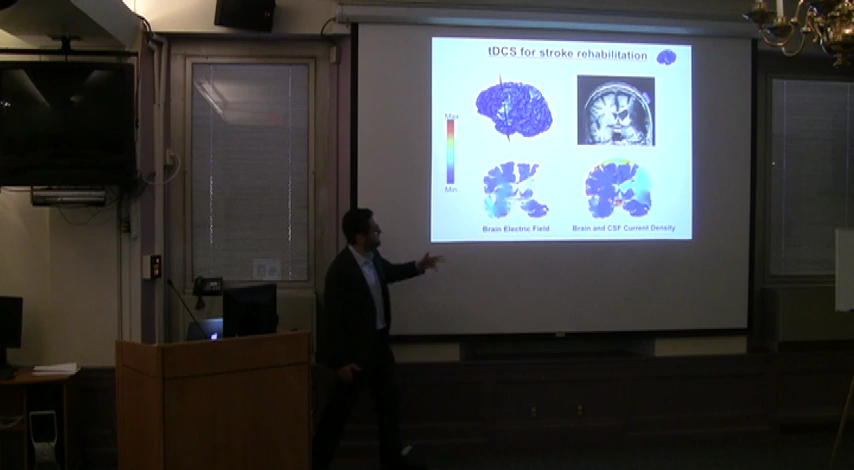 tDCS for stroke rehabilitation
Max
Min
Brain Electric Field
Brain and CSF Current Density